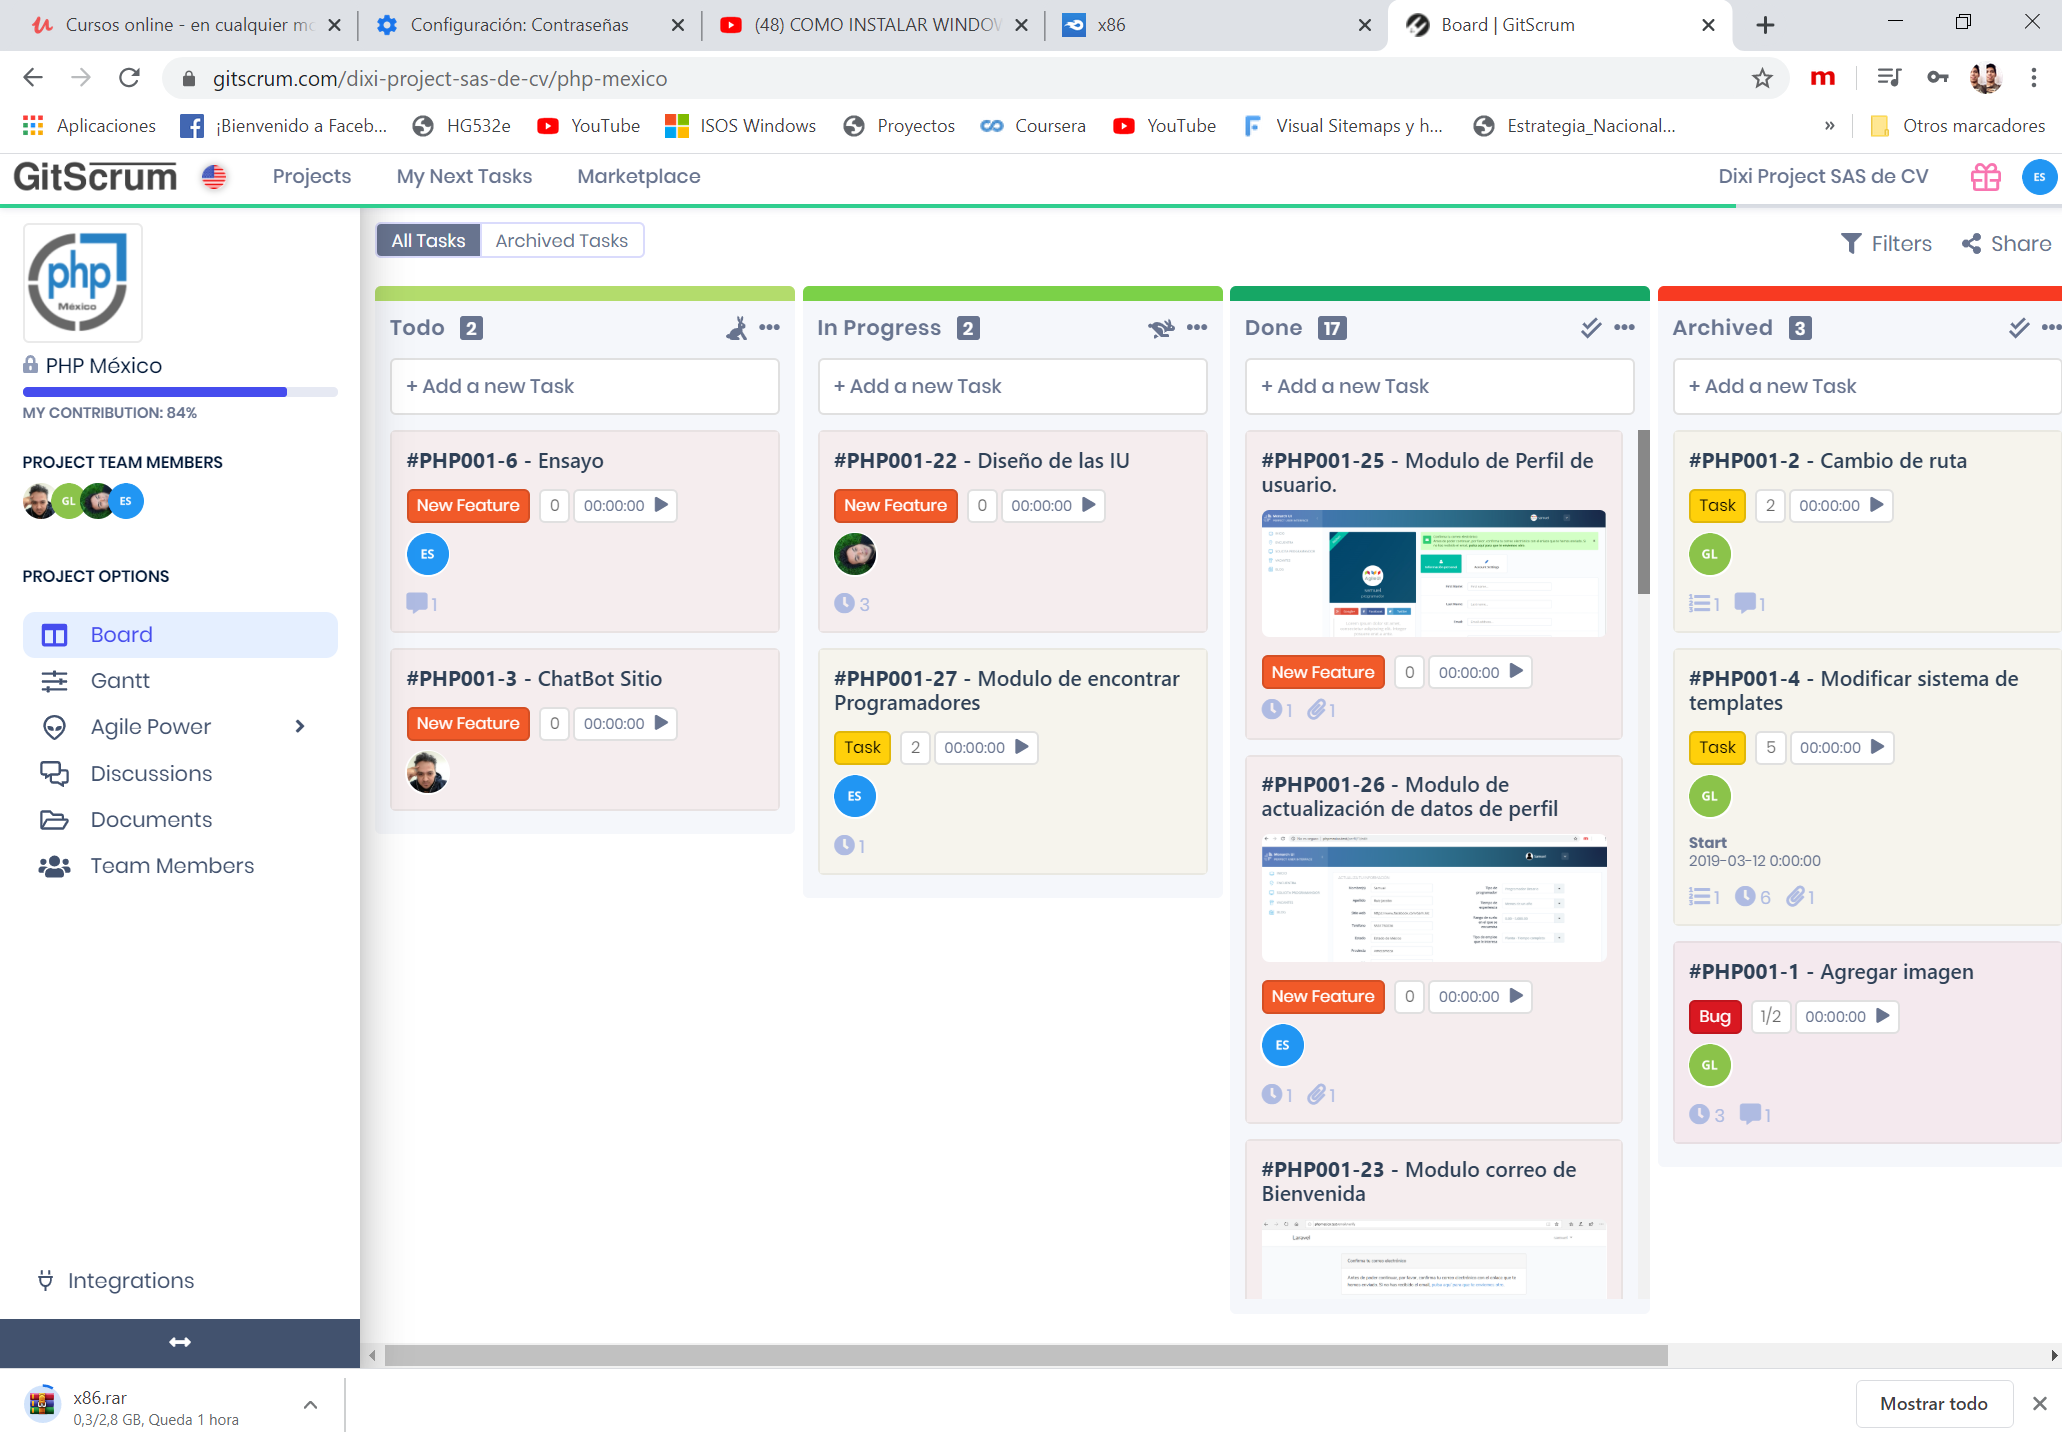 Cursos online - en cualquier mo
Configuración: Contraseñas
(48) COMO INSTALAR WINDOW
x86
Board | GitScrum
gitscrum.com/dixi-project-sas-de-cv/php-mexico
Aplicaciones
¡Bienvenido a Faceb...
HG532e
YouTube
ISOS Windows
Proyectos
Coursera
YouTube
Visual Sitemaps y h...
Estrategia_Nacional...
»
Otros marcadores
GitScrum
Projects
My Next Tasks
Marketplace
Dixi Project SAS de CV
ES
php
México
PHP México
MY CONTRIBUTION: 84%
PROJECT TEAM MEMBERS
GL
ES
PROJECT OPTIONS
Board
Gantt
Agile Power
Discussions
Documents
Team Members
Integrations
All Tasks
Archived Tasks
Filters
Share
Todo 2
+ Add a new Task
#PHP001-6 - Ensayo
New Feature 0 00:00:00
ES
1
#PHP001-3 - ChatBot Sitio
New Feature 0 00:00:00
In Progress 2
+ Add a new Task
#PHP001-22 - Diseño de las IU
New Feature 0 00:00:00
3
#PHP001-27 - Modulo de encontrar
Programadores
Task 2 00:00:00
ES
1
Done 17
+ Add a new Task
#PHP001-25 - Modulo de Perfil de
usuario.
New Feature 0 00:00:00
1 1
#PHP001-26 - Modulo de
actualización de datos de perfil
New Feature 0 00:00:00
ES
1 1
#PHP001-23 - Modulo correo de
Bienvenida
Laravel
Confirma tu correo electrónico
Archived 3
+ Add a new Task
#PHP001-2 - Cambio de ruta
Task 2 00:00:00
GL
1 1
#PHP001-4 - Modificar sistema de
templates
Task 5 00:00:00
GL
Start
2019-03-12 0:00:00
1 6 1
#PHP001-1 - Agregar imagen
Bug 1/2 00:00:00
GL
3 1
x86.rar
0,3/2,8 GB, Queda 1 hora
Mostrar todo